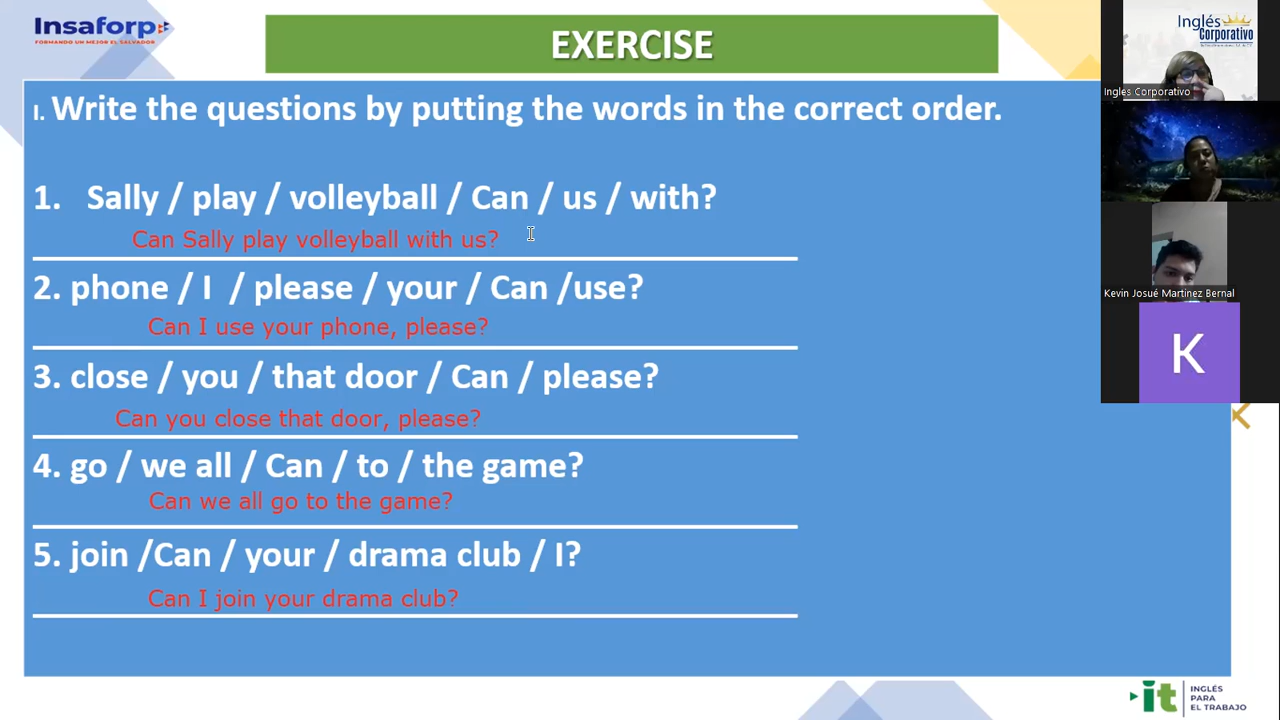 Insaforp
FORMANDO UN MEJOR EL SALVADOR
EXERCISE
I. Write the questions by putting the words in the correct order.
1. Sally / play / volleyball / Can / us / with?
Can Sally play volleyball with us?
2. phone / I / please / your / Can /use?
Can I use your phone, please?
3. close / you / that door / Can / please?
Can you close that door, please?
4. go / we all / Can / to / the game?
Can we all go to the game?
5. join /Can / your / drama club / I?
Can I join your drama club?
Inglés
Corporativo
Ingles Corporativo
Kevin Josué Martinez Bernal
K
it
INGLÉS
PARA
EL TRABAJO